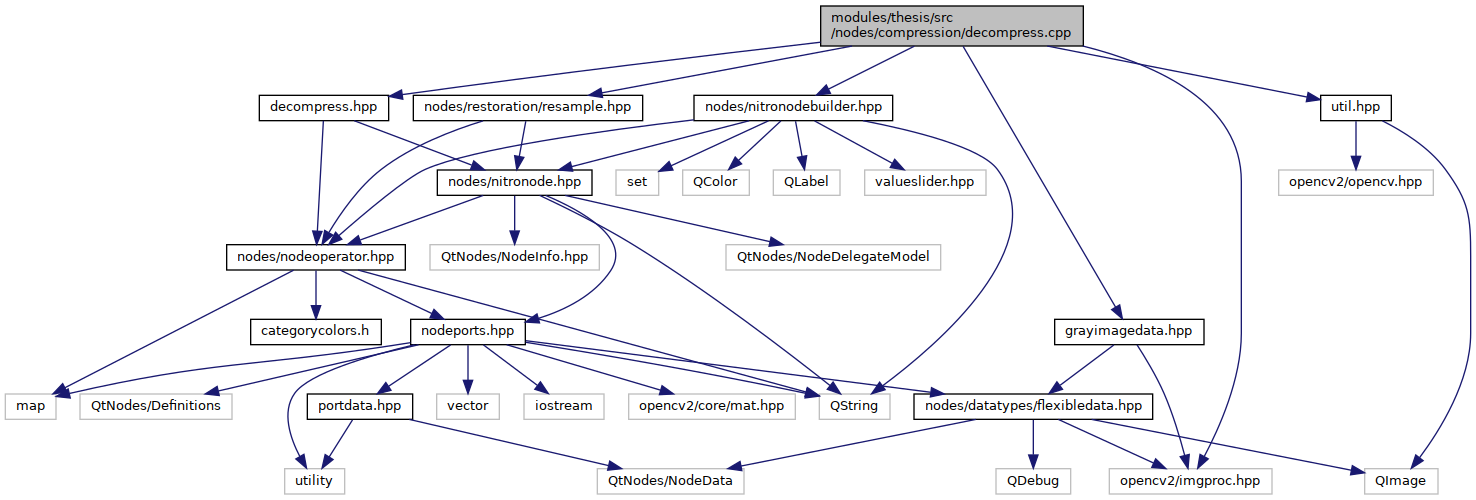 modules/thesis/src
/nodes/compression/decompress.cpp
decompress.hpp
nodes/restoration/resample.hpp
nodes/nitronodebuilder.hpp
util.hpp
nodes/nitronode.hpp
set
QColor
QLabel
valueslider.hpp
opencv2/opencv.hpp
nodes/nodeoperator.hpp
QtNodes/NodeInfo.hpp
QtNodes/NodeDelegateModel
categorycolors.h
nodeports.hpp
grayimagedata.hpp
map
QtNodes/Definitions
portdata.hpp
vector
iostream
opencv2/core/mat.hpp
QString
nodes/datatypes/flexibledata.hpp
utility
QtNodes/NodeData
QDebug
opencv2/imgproc.hpp
QImage